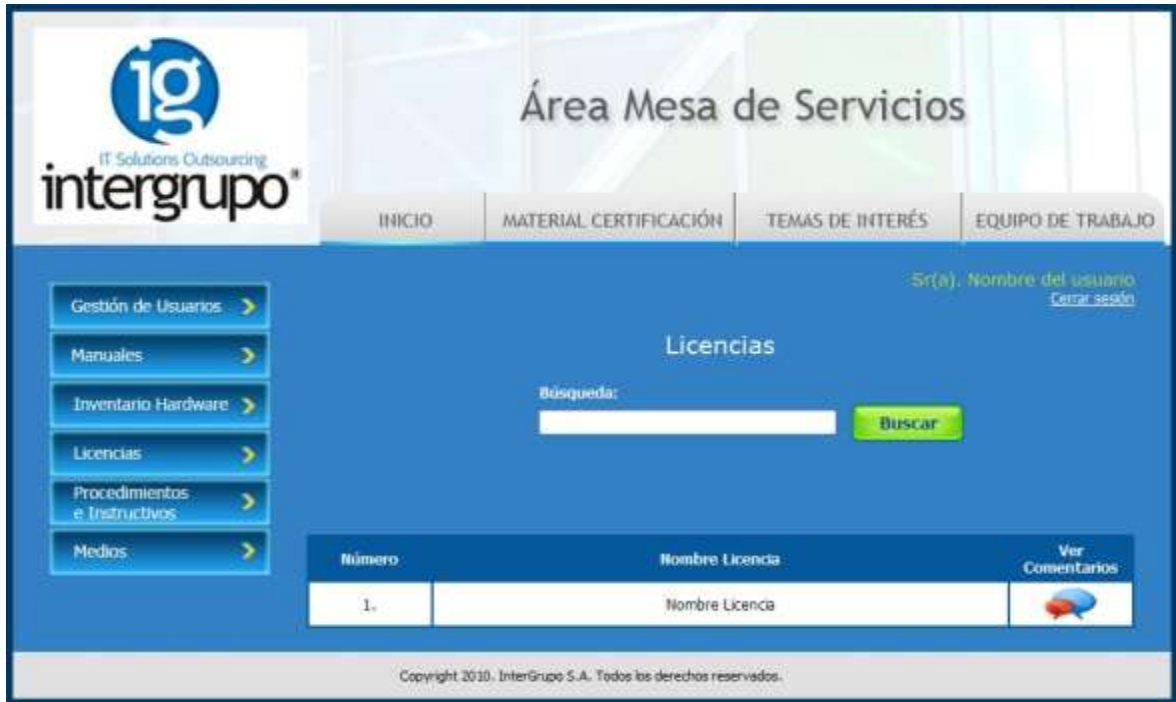 ig
IT Solutions Outsourcing
intergrupo®
Área Mesa de Servicios
INICIO
MATERIAL CERTIFICACIÓN
TEMAS DE INTERÉS
EQUIPO DE TRABAJO
Sr(a). Nombre del usuario
Cerrar sesión
Gestión de Usuarios
Manuales
Inventario Hardware
Licencias
Procedimientos
e Instructivos
Medios
Licencias
Búsqueda:
Buscar
Número
Nombre Licencia
Ver
Comentarios
1.
Nombre Licencia
Copyright 2010. InterGrupo S.A. Todos los derechos reservados.